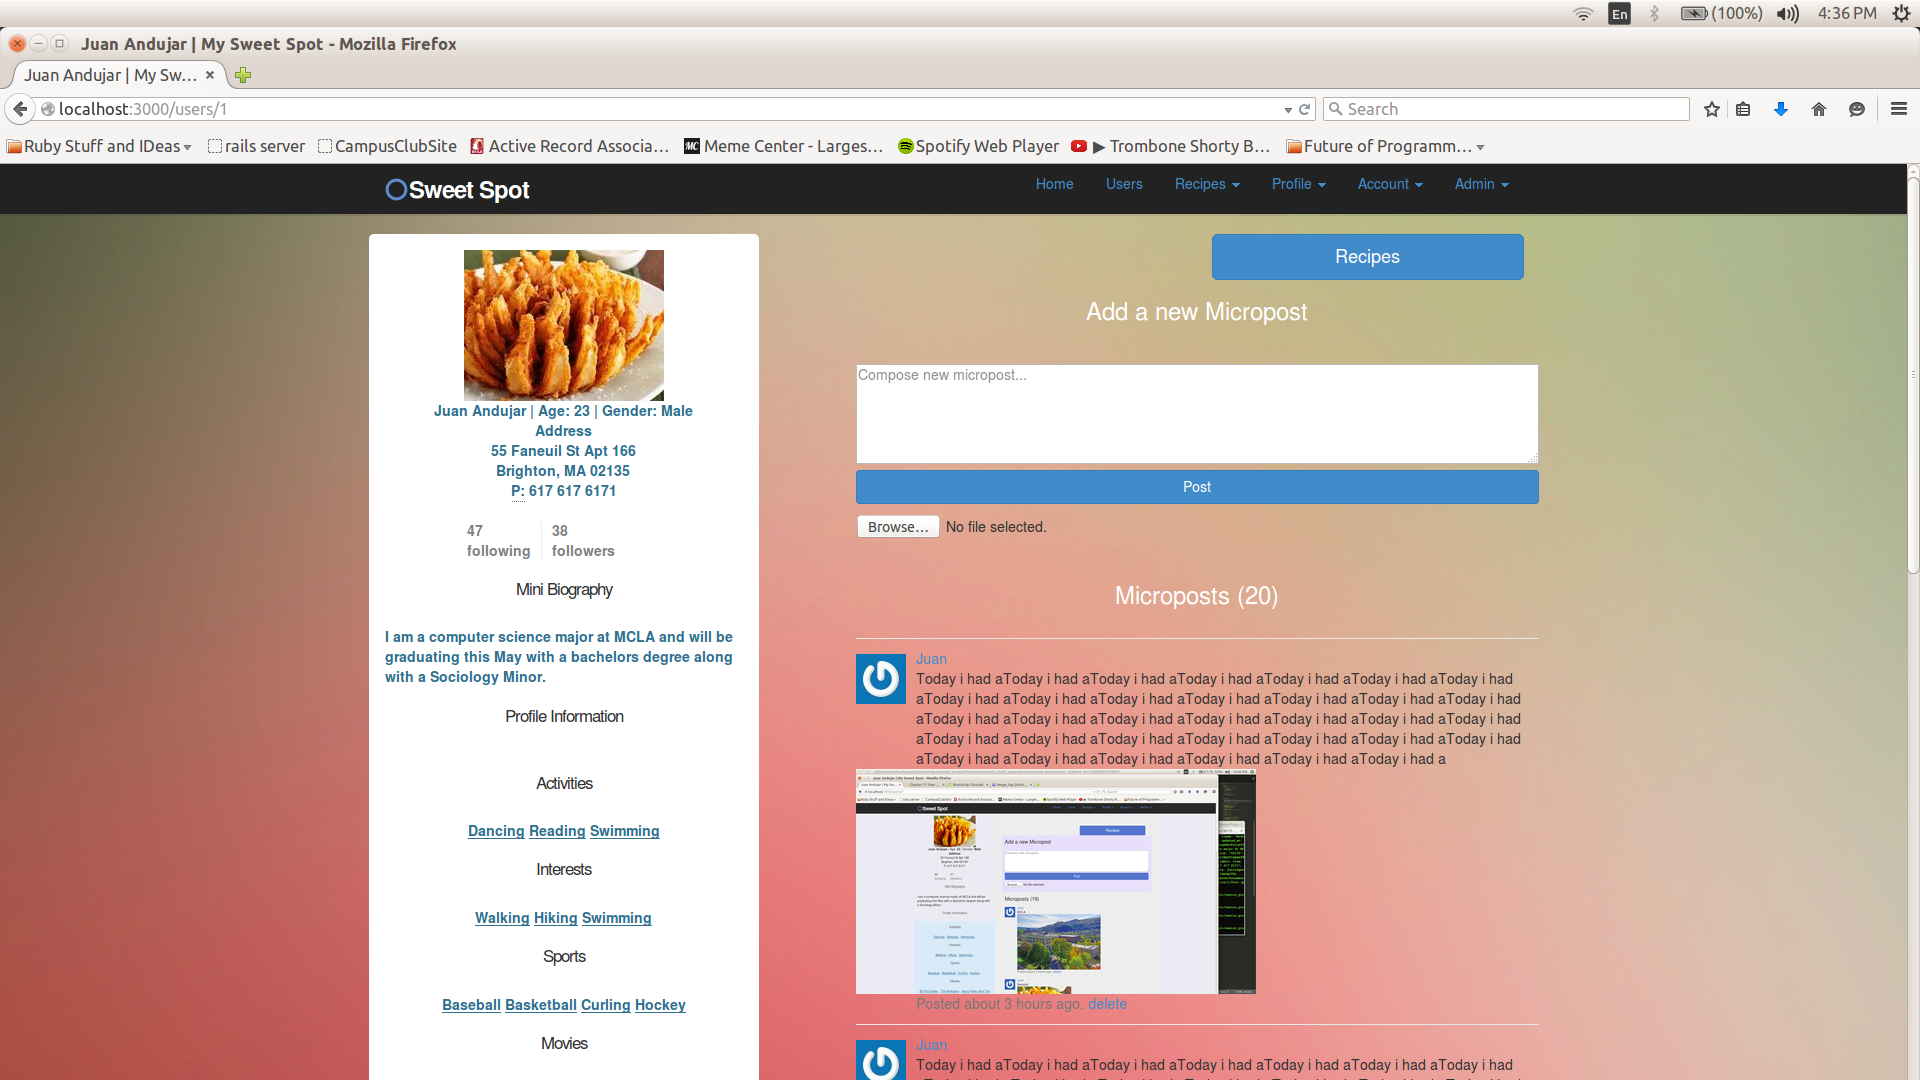 En
(100%)
4:36 PM
Juan Andujar | My Sweet Spot - Mozilla Firefox
Juan Andujar | My Sw...
localhost:3000/users/1
Search
Ruby Stuff and IDeas
rails server
CampusClubSite
Active Record Associa...
MC
Meme Center - Larges...
Spotify Web Player
▶ Trombone Shorty B...
Future of Programm...
Sweet Spot
Home
Users
Recipes
Profile
Account
Admin
Juan Andujar | Age: 23 | Gender: Male
Address
55 Faneuil St Apt 166
Brighton, MA 02135
P: 617 617 6171
47
following
38
followers
Mini Biography
I am a computer science major at MCLA and will be
graduating this May with a bachelors degree along
with a Sociology Minor.
Profile Information
Activities
Dancing Reading Swimming
Interests
Walking Hiking Swimming
Sports
Baseball Basketball Curling Hockey
Movies
Recipes
Add a new Micropost
Compose new micropost...
Post
Browse... No file selected.
Microposts (20)
Juan
Today i had aToday i had aToday i had aToday i had aToday i had aToday i had aToday i had
aToday i had aToday i had aToday i had aToday i had aToday i had aToday i had aToday i had
aToday i had aToday i had aToday i had aToday i had aToday i had aToday i had aToday i had
aToday i had aToday i had aToday i had aToday i had aToday i had aToday i had aToday i had
aToday i had aToday i had aToday i had aToday i had aToday i had aToday i had a
Sweet Spot
Recipes
Add a new Micropost
Microposts (19)
Posted about 3 hours ago. delete
Juan
Today i had aToday i had aToday i had aToday i had aToday i had aToday i had aToday i had